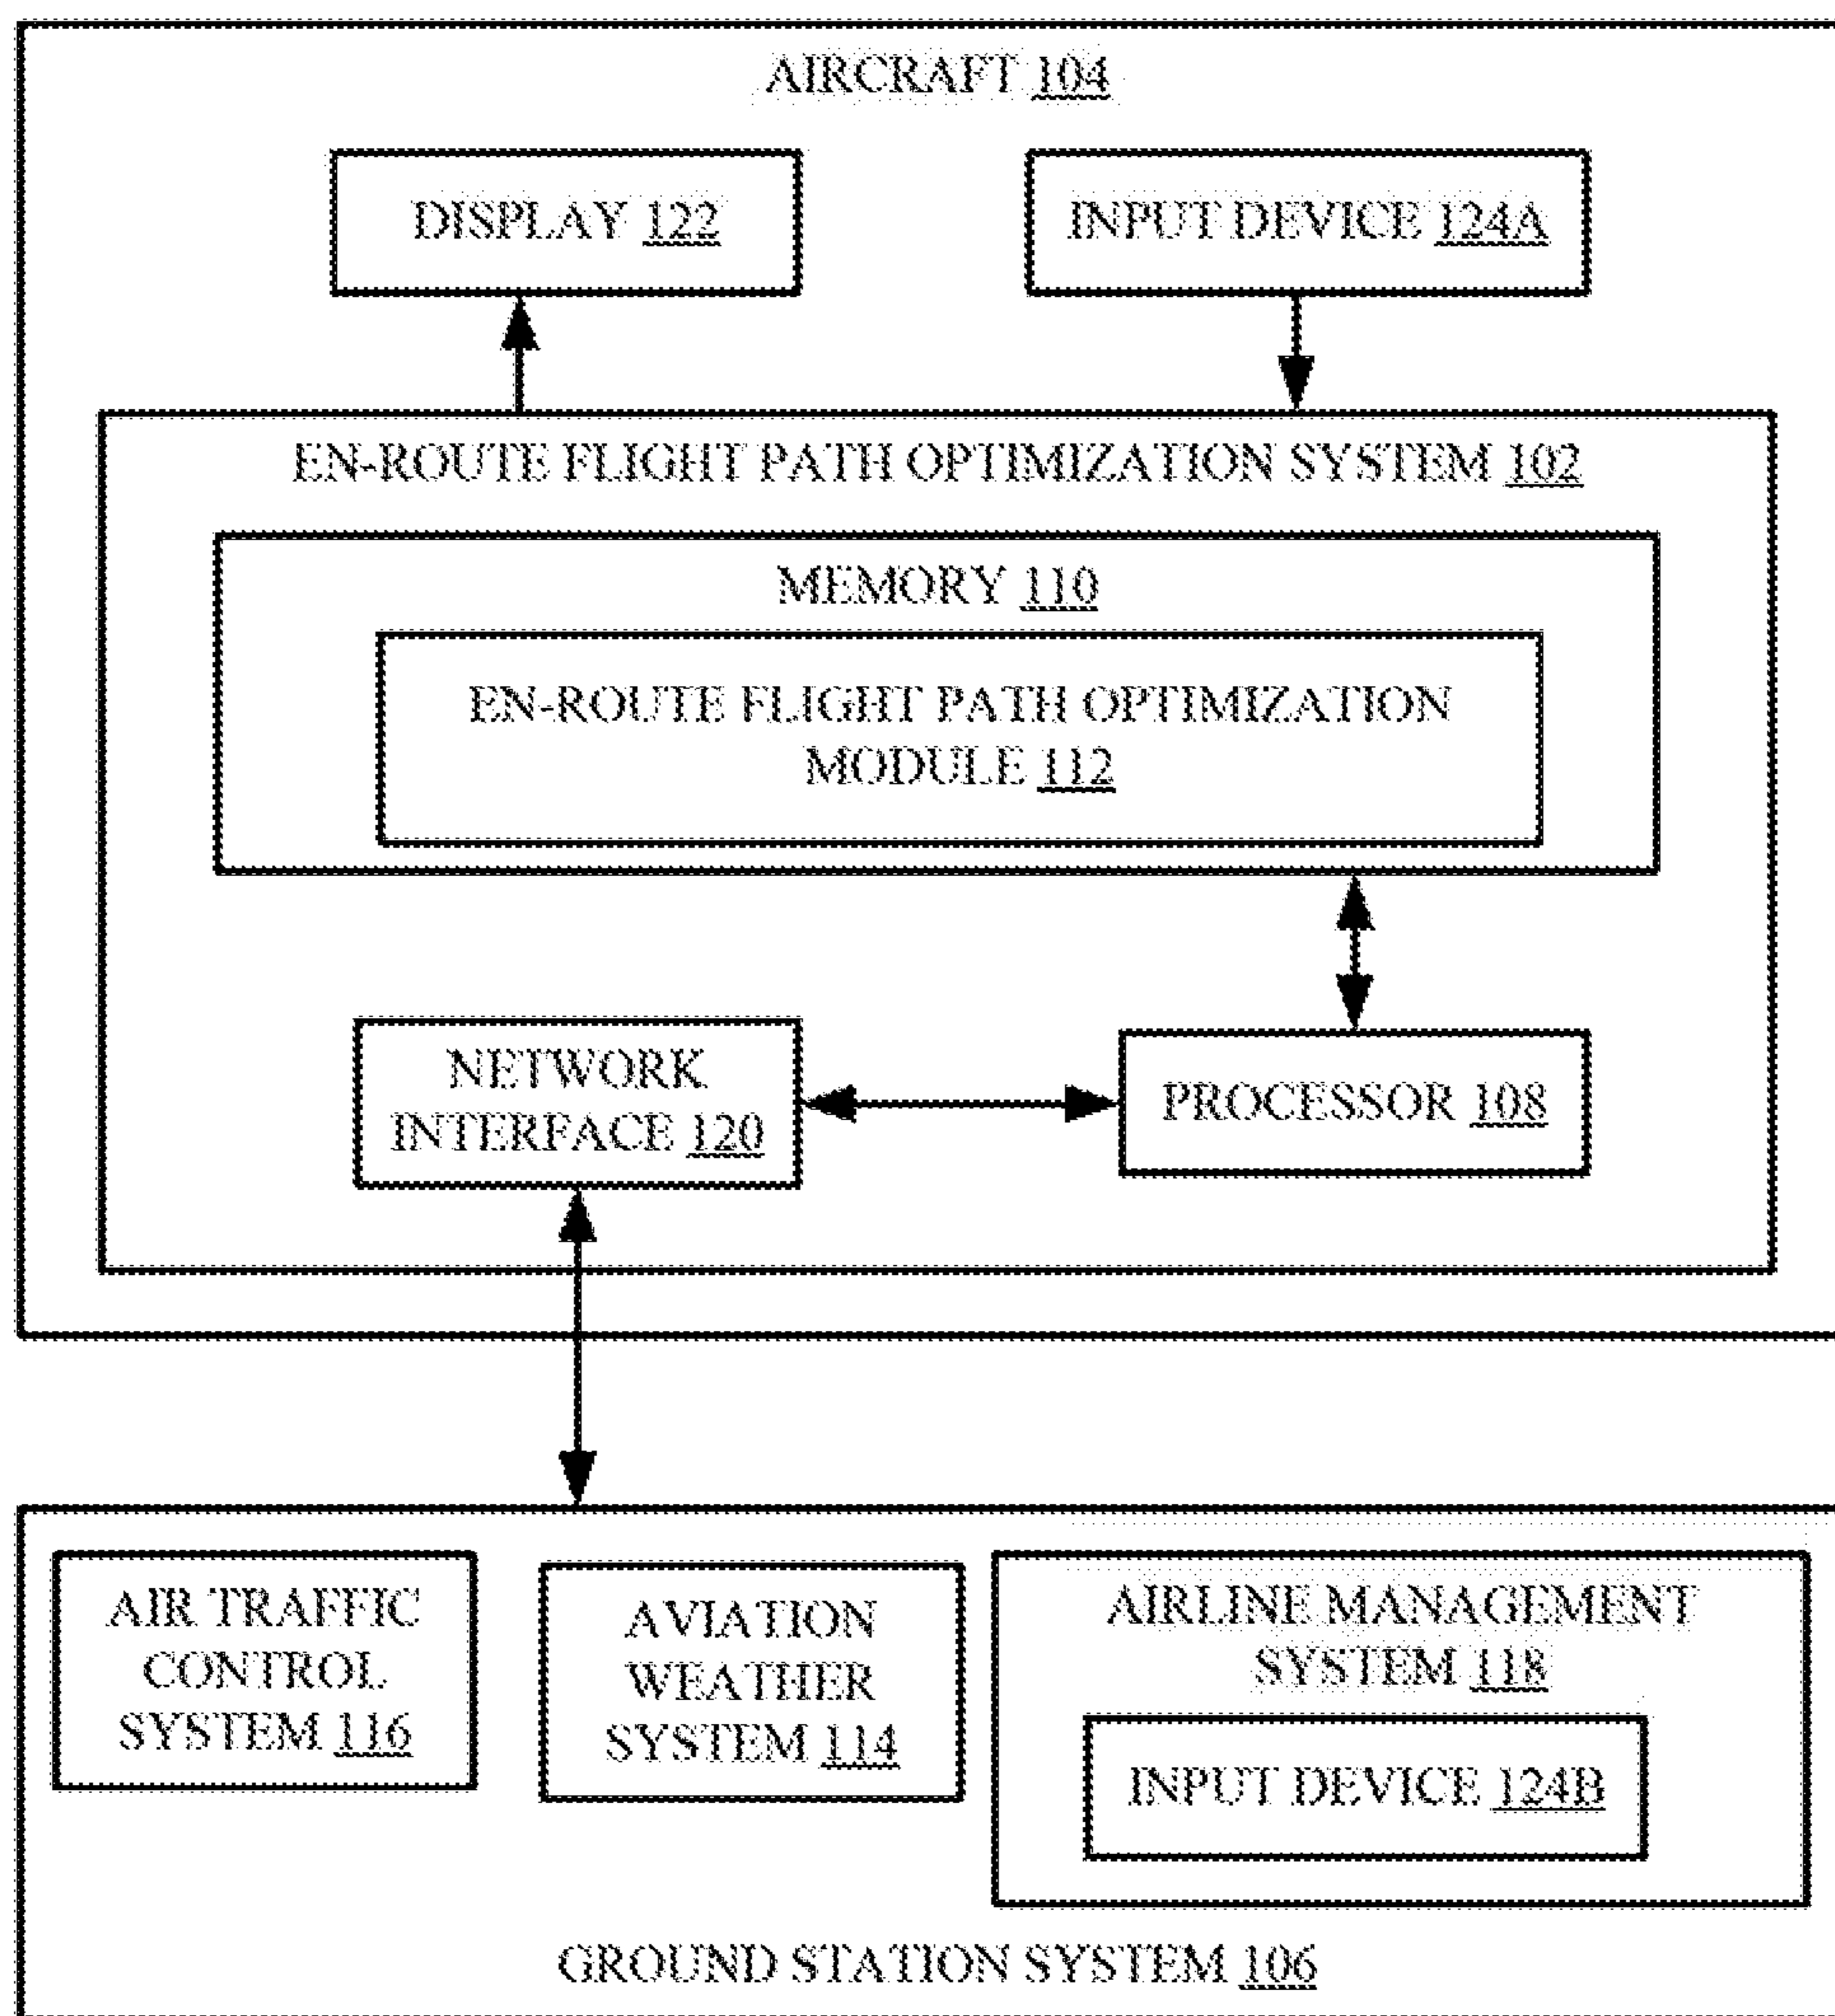 AIRCRAFT 104
DISPLAY 122
INPUT DEVICE 124A
EN-ROUTE FLIGHT PATH OPTIMIZATION SYSTEM 102
MEMORY 110
EN-ROUTE FLIGHT PATH OPTIMIZATION
MODULE 112
NETWORK
INTERFACE 120
PROCESSOR 108
AIR TRAFFIC
CONTROL
SYSTEM 116
AVIATION
WEATHER
SYSTEM 114
AIRLINE MANAGEMENT
SYSTEM 118
INPUT DEVICE 124B
GROUND STATION SYSTEM 106